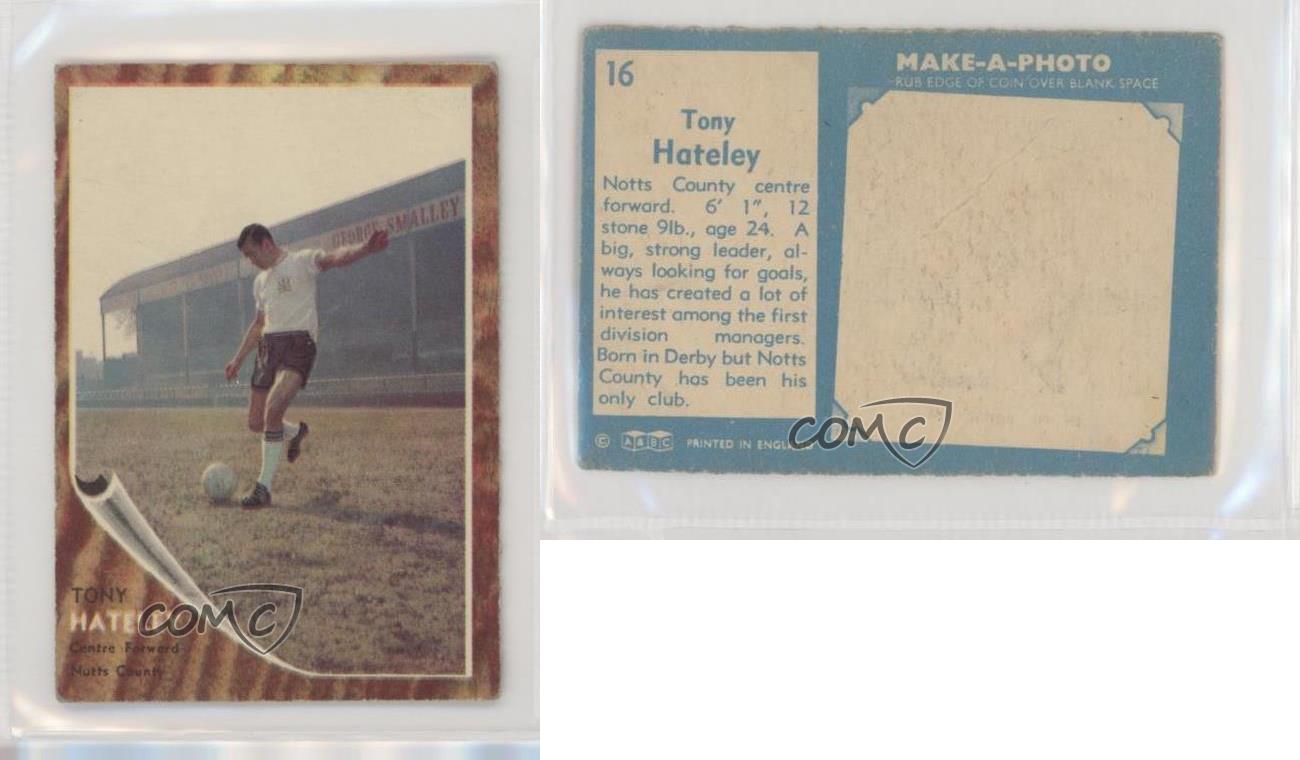 GEORGE SMALLEY
TONY
HATE
Centre Forward
Notts County
COMC
16
Tony
Hateley
Notts County centre
forward. 6' 1", 12
stone 9lb., age 24. A
big, strong leader, al-
ways looking for goals,
he has created a lot of
interest among the first
division managers.
Born in Derby but Notts
County has been his
only club.
© A&BC PRINTED IN ENGLAND
MAKE-A-PHOTO
RUB EDGE OF COIN OVER BLANK SPACE
COMC